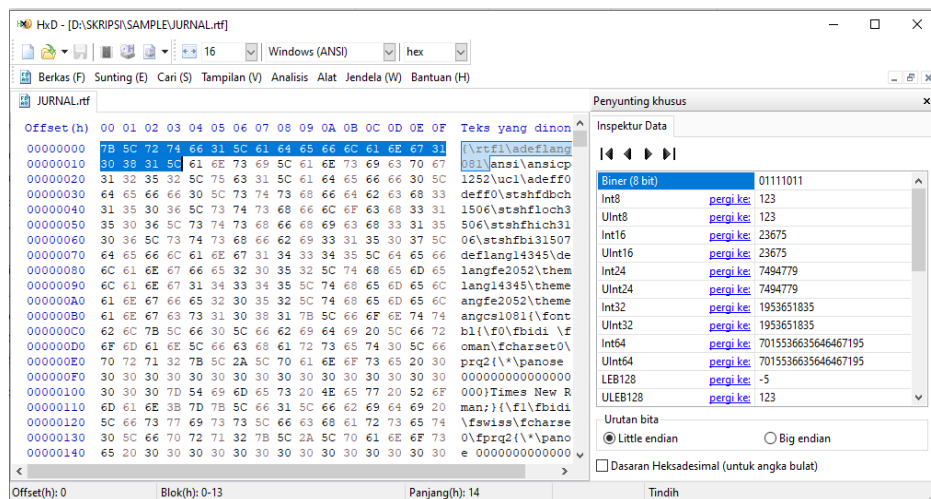 HxD - [D:\SKRIPSI\SAMPLE\JURNAL.rtf]
16 Windows (ANSI) hex
Berkas (F) Sunting (E) Cari (S) Tampilan (V) Analisis Alat Jendela (W) Bantuan (H)
JURNAL.rtf
Offset(h) 00 01 02 03 04 05 06 07 08 09 0A 0B 0C 0D 0E 0F Teks yang dinon
00000000 7B 5C 72 74 66 31 5C 61 64 65 66 6C 61 6E 67 31 {\rtf1\adeflang1
00000010 30 38 31 5C 61 6E 73 69 5C 61 6E 73 69 63 70 67 081\ansi\ansicp
00000020 31 32 35 32 5C 75 63 31 5C 61 64 65 66 66 30 5C 1252\uc1\adeff0
00000030 64 65 66 66 30 5C 73 74 73 68 66 64 62 63 68 33 deff0\stshfdbch
00000040 31 35 30 36 5C 73 74 73 68 66 6C 6F 63 68 33 31 1506\stshfloch3
00000050 35 30 36 5C 73 74 73 68 66 68 69 63 68 33 31 35 506\stshfhich31
00000060 30 36 5C 73 74 73 68 66 62 69 33 31 35 30 37 5C 06\stshfbi31507
00000070 64 65 66 6C 61 6E 67 31 34 33 34 35 5C 64 65 66 deflang14345\de
00000080 6C 61 6E 67 66 65 32 30 35 32 5C 74 68 65 6D 65 langfe2052\them
00000090 6C 61 6E 67 31 34 33 34 35 5C 74 68 65 6D 65 6C lang14345\theme
000000A0 61 6E 67 66 65 32 30 35 32 5C 74 68 65 6D 65 6C angfe2052\theme
000000B0 61 6E 67 63 73 31 30 38 31 7B 5C 66 6F 6E 74 74 angcs1081{\font
000000C0 62 6C 7B 5C 66 30 5C 66 62 69 64 69 20 5C 66 72 bl{\f0\fbidi \f
000000D0 6F 6D 61 6E 5C 66 63 68 61 72 73 65 74 30 5C 66 oman\fcharset0\
000000E0 70 72 71 32 7B 5C 2A 5C 70 61 6E 6F 73 65 20 30 prq2{\*\panose
000000F0 30 30 30 30 30 30 30 30 30 30 30 30 30 30 30 30 000000000000000
00000100 30 30 30 7D 54 69 6D 65 73 20 4E 65 77 20 52 6F 000}Times New R
00000110 6D 61 6E 3B 7D 7B 5C 66 31 5C 66 62 69 64 69 20 man;}{\f1\fbidi
00000120 5C 66 73 77 69 73 73 5C 66 63 68 61 72 73 65 74 \fswiss\fcharse
00000130 30 5C 66 70 72 71 32 7B 5C 2A 5C 70 61 6E 6F 73 0\fprq2{\*\pano
00000140 65 20 30 30 30 30 30 30 30 30 30 30 30 30 30 30 e 0000000000000
Penyunting khusus
Inspektur Data
Biner (8 bit) 01111011
Int8 pergi ke: 123
UInt8 pergi ke: 123
Int16 pergi ke: 23675
UInt16 pergi ke: 23675
Int24 pergi ke: 7494779
UInt24 pergi ke: 7494779
Int32 pergi ke: 1953651835
UInt32 pergi ke: 1953651835
Int64 pergi ke: 7015536635646467195
UInt64 pergi ke: 7015536635646467195
LEB128 pergi ke: -5
ULEB128 pergi ke: 123
Urutan bita
Little endian Big endian
Dasaran Heksadesimal (untuk angka bulat)
Offset(h): 0 Blok(h): 0-13 Panjang(h): 14 Tindih